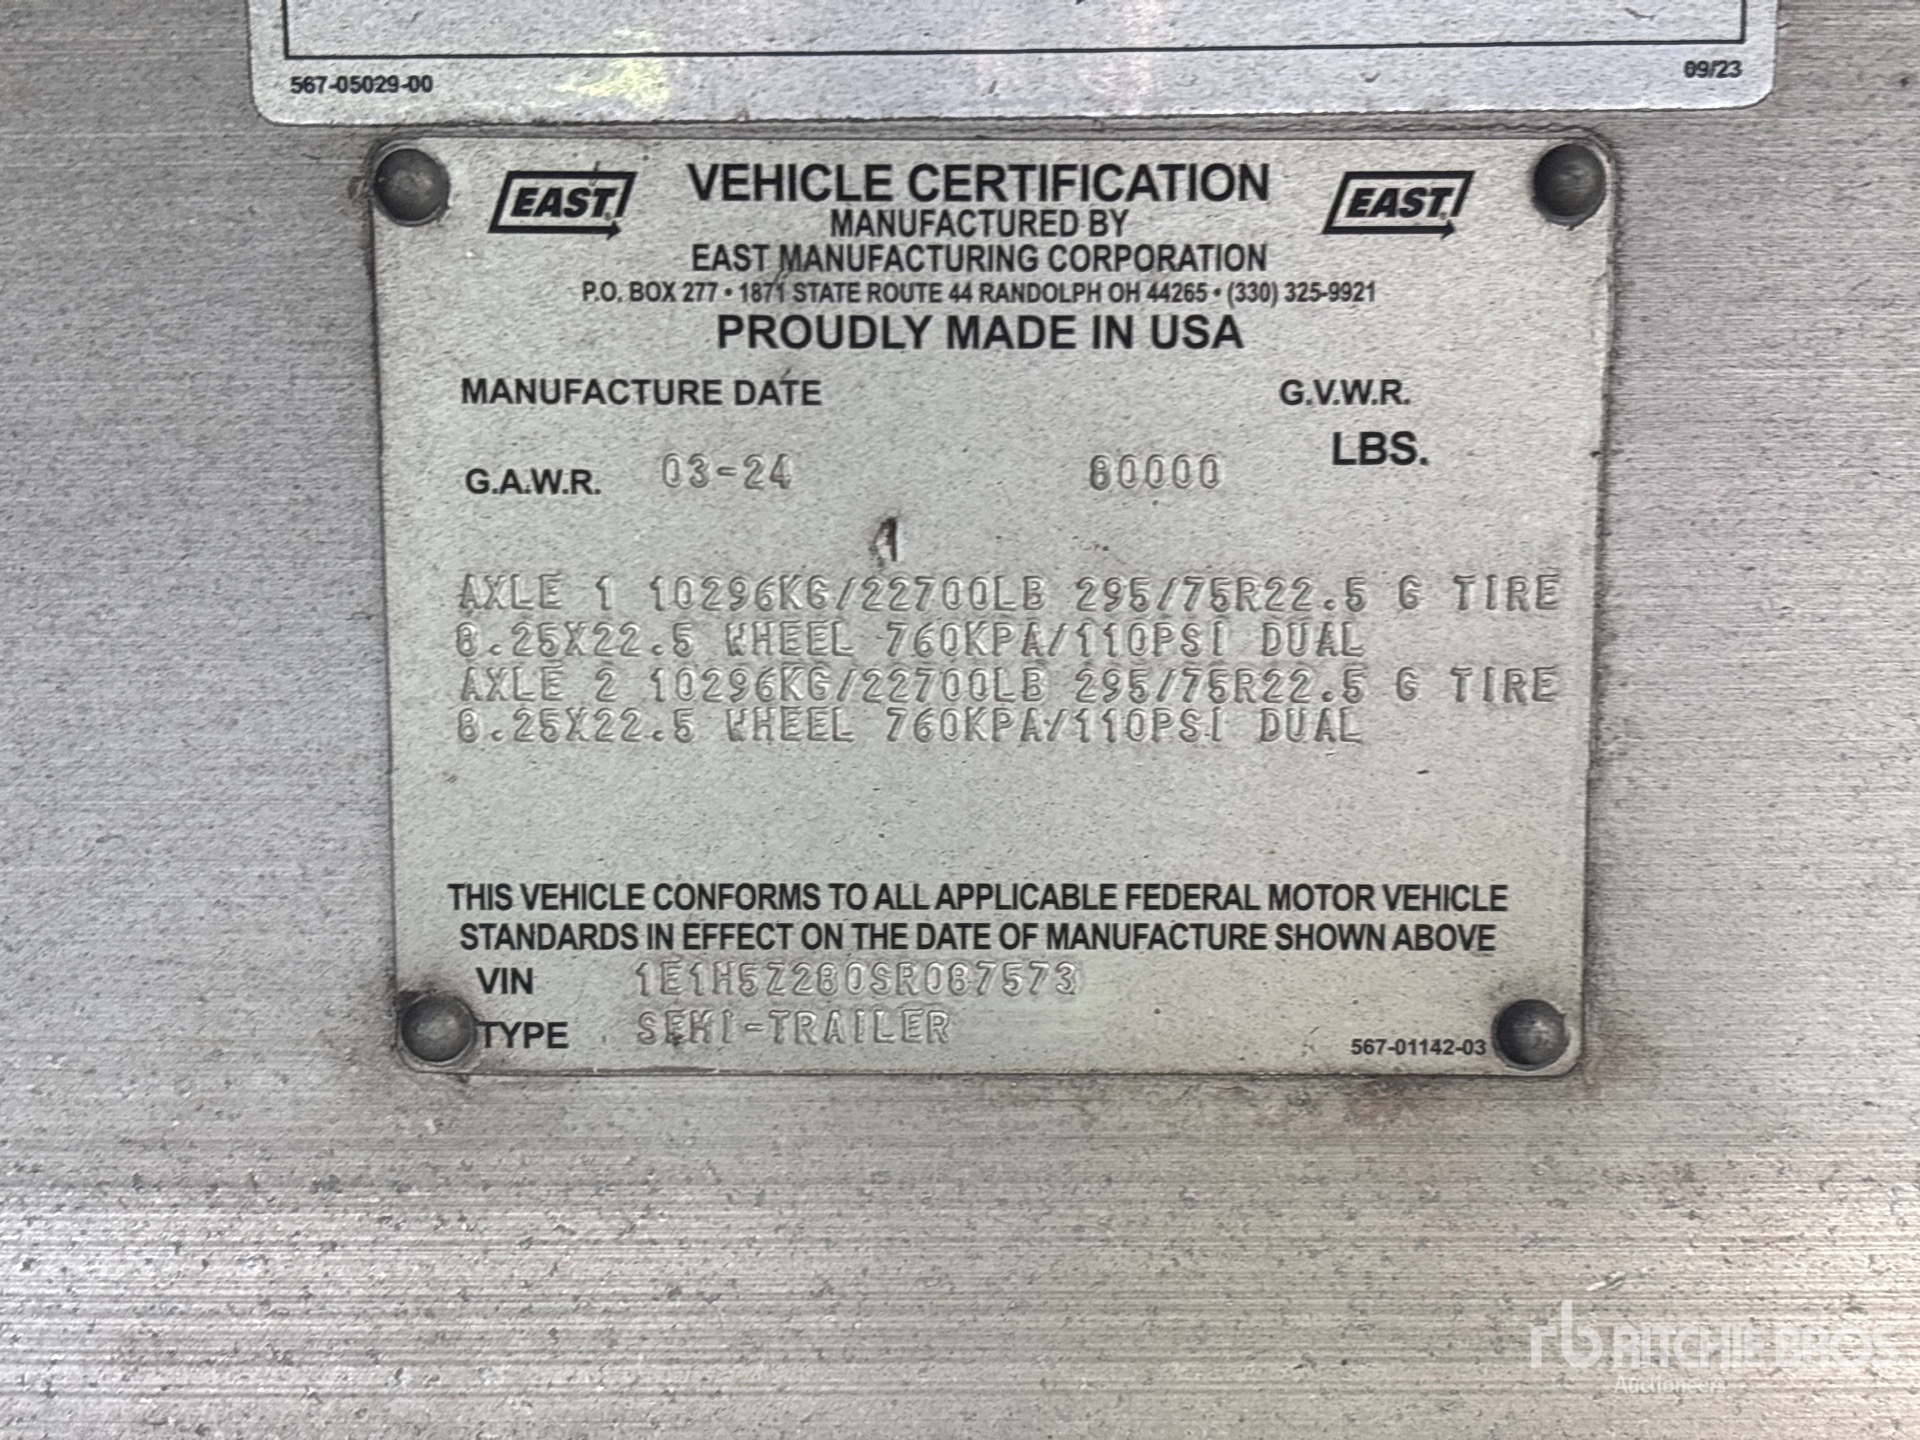 567-05029-00 09/23
EAST VEHICLE CERTIFICATION EAST
MANUFACTURED BY
EAST MANUFACTURING CORPORATION
P.O. BOX 277 • 1871 STATE ROUTE 44 RANDOLPH OH 44265 • (330) 325-9921
PROUDLY MADE IN USA
MANUFACTURE DATE G.V.W.R.
LBS.
G.A.W.R. 03-24 80000
AXLE 1 10296KG/22700LB 295/75R22.5 G TIRE
8.25X22.5 WHEEL 760KPA/110PSI DUAL
AXLE 2 10296KG/22700LB 295/75R22.5 G TIRE
8.25X22.5 WHEEL 760KPA/110PSI DUAL
THIS VEHICLE CONFORMS TO ALL APPLICABLE FEDERAL MOTOR VEHICLE
STANDARDS IN EFFECT ON THE DATE OF MANUFACTURE SHOWN ABOVE
VIN 1E1H5Z280SR087573
TYPE SEMI-TRAILER
567-01142-03
rb RITCHIE BROS
Auctioneers